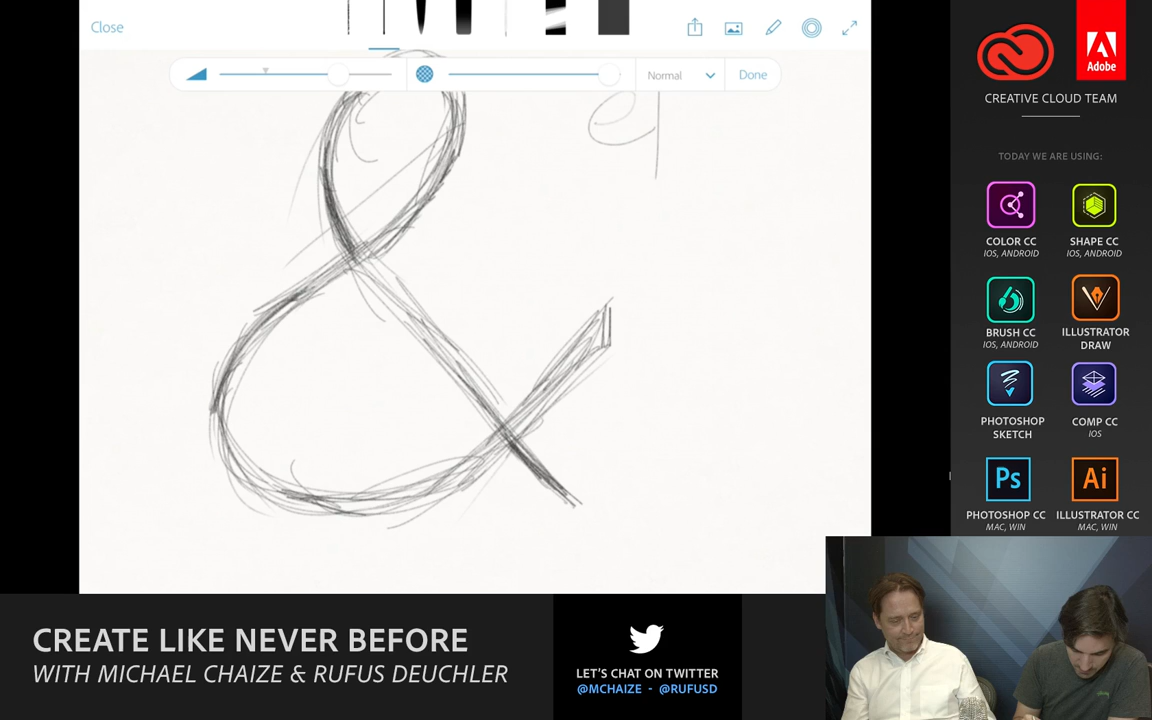 Close
Normal
Done
&
Adobe
CREATIVE CLOUD TEAM
TODAY WE ARE USING:
COLOR CC
IOS, ANDROID
SHAPE CC
IOS, ANDROID
BRUSH CC
IOS, ANDROID
ILLUSTRATOR
DRAW
PHOTOSHOP
SKETCH
COMP CC
IOS
Ps
Ai
PHOTOSHOP CC
MAC, WIN
ILLUSTRATOR CC
MAC, WIN
CREATE LIKE NEVER BEFORE
WITH MICHAEL CHAIZE & RUFUS DEUCHLER
LET'S CHAT ON TWITTER
@MCHAIZE - @RUFUSD